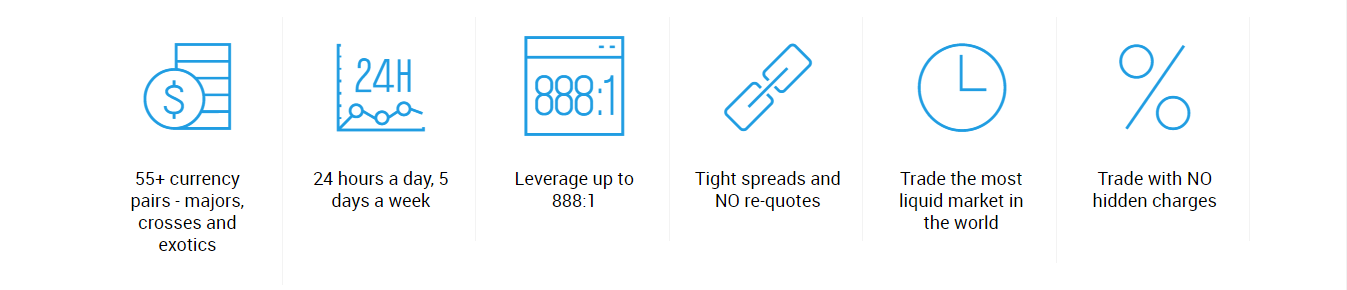 $
24H
888:1
55+ currency
pairs - majors,
crosses and
exotics
24 hours a day, 5
days a week
Leverage up to
888:1
Tight spreads and
NO re-quotes
Trade the most
liquid market in
the world
%
Trade with NO
hidden charges